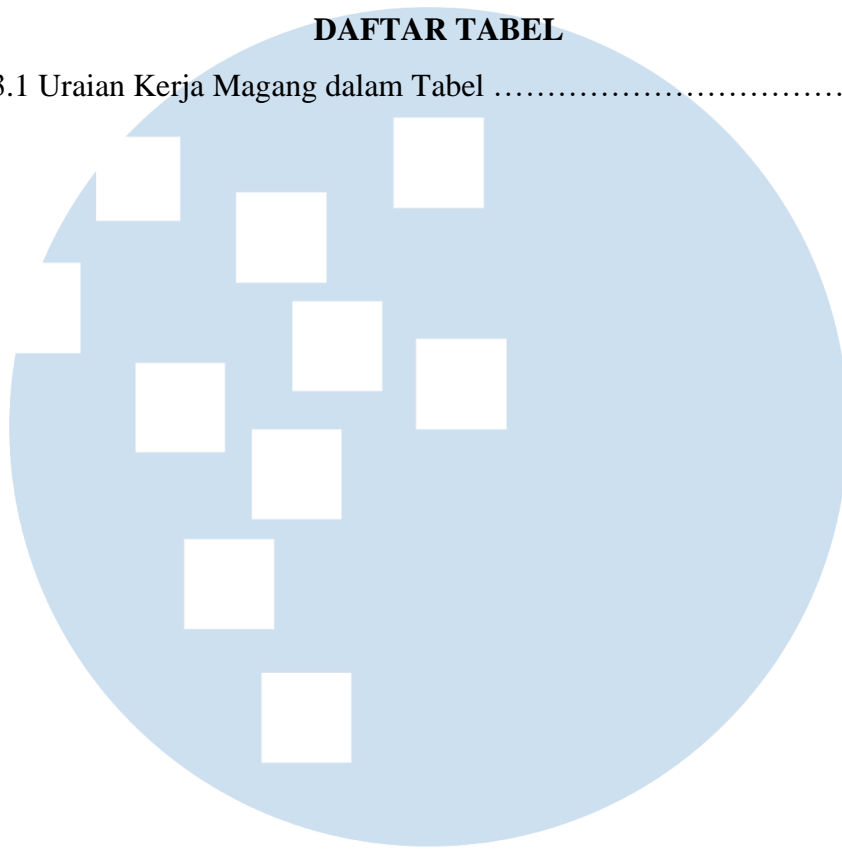 DAFTAR TABEL
3.1 Uraian Kerja Magang dalam Tabel ……………………………